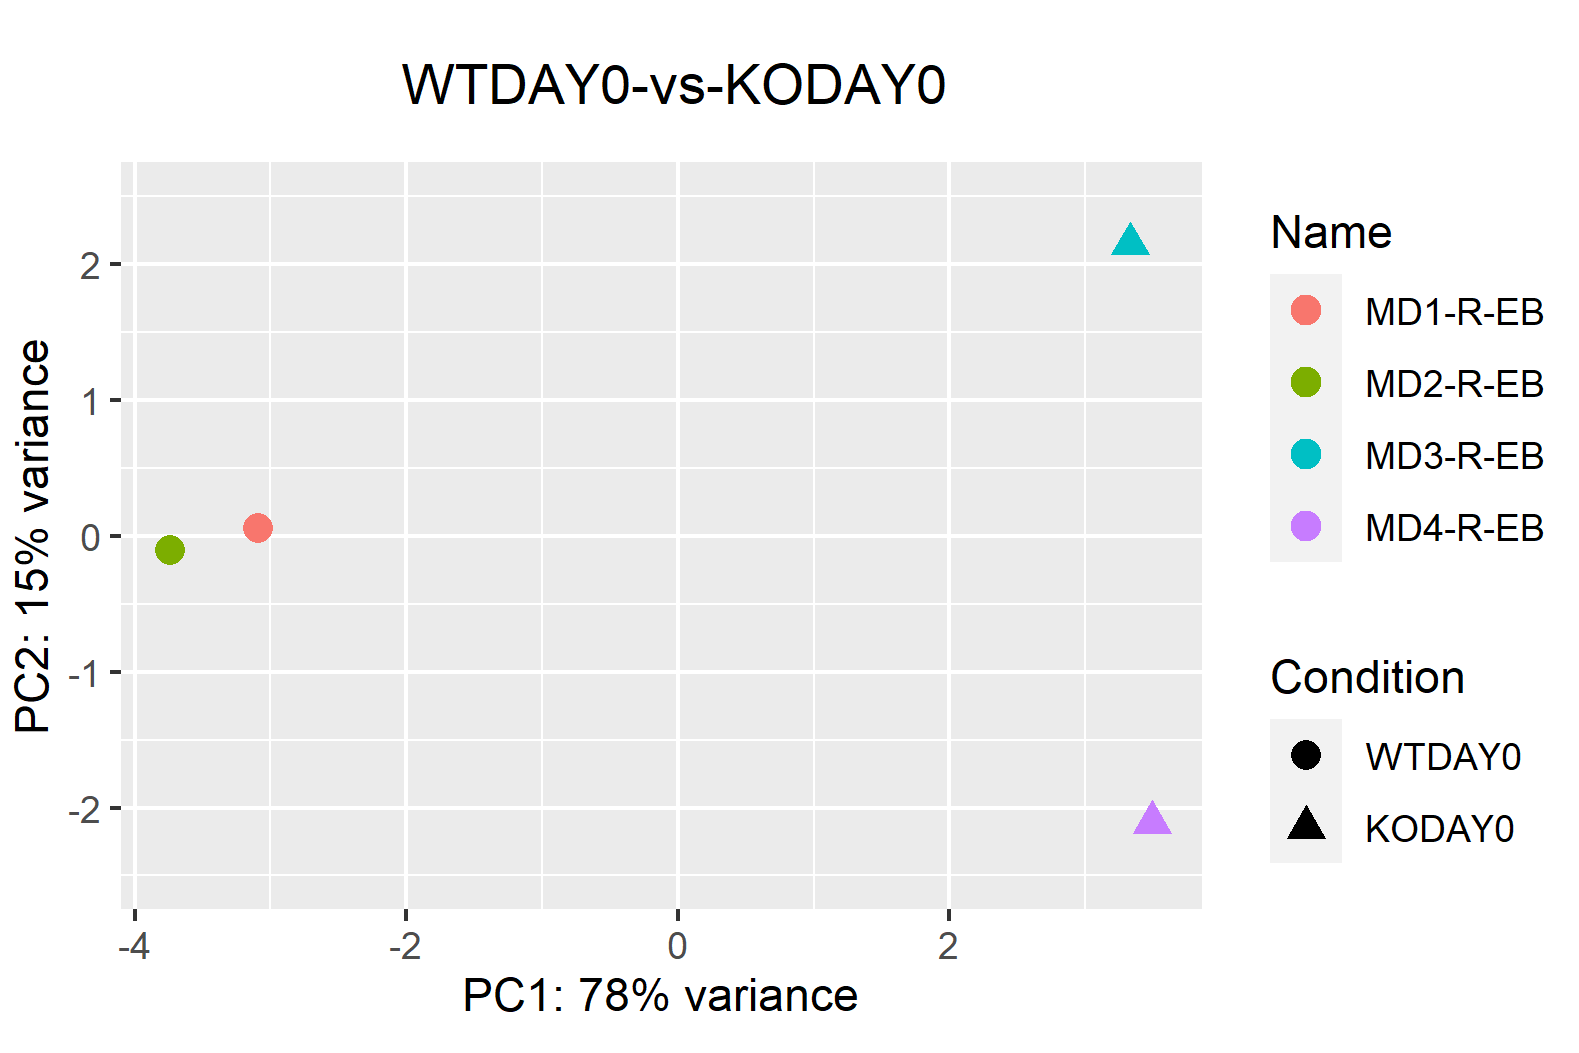 WTDAY0-vs-KODAY0
PC2: 15% variance
2
1
0
-1
-2
-4
-2
0
2
PC1: 78% variance
Name
MD1-R-EB
MD2-R-EB
MD3-R-EB
MD4-R-EB
Condition
WTDAY0
KODAY0